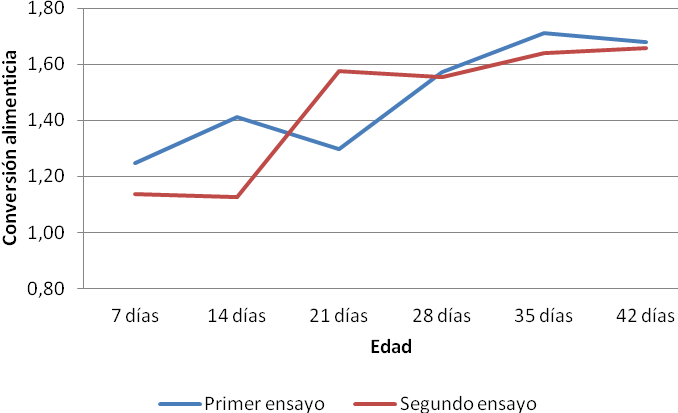 1,80
1,60
1,40
1,20
1,00
0,80
Conversión alimenticia
7 días 14 días 21 días 28 días 35 días 42 días
Edad
Primer ensayo Segundo ensayo